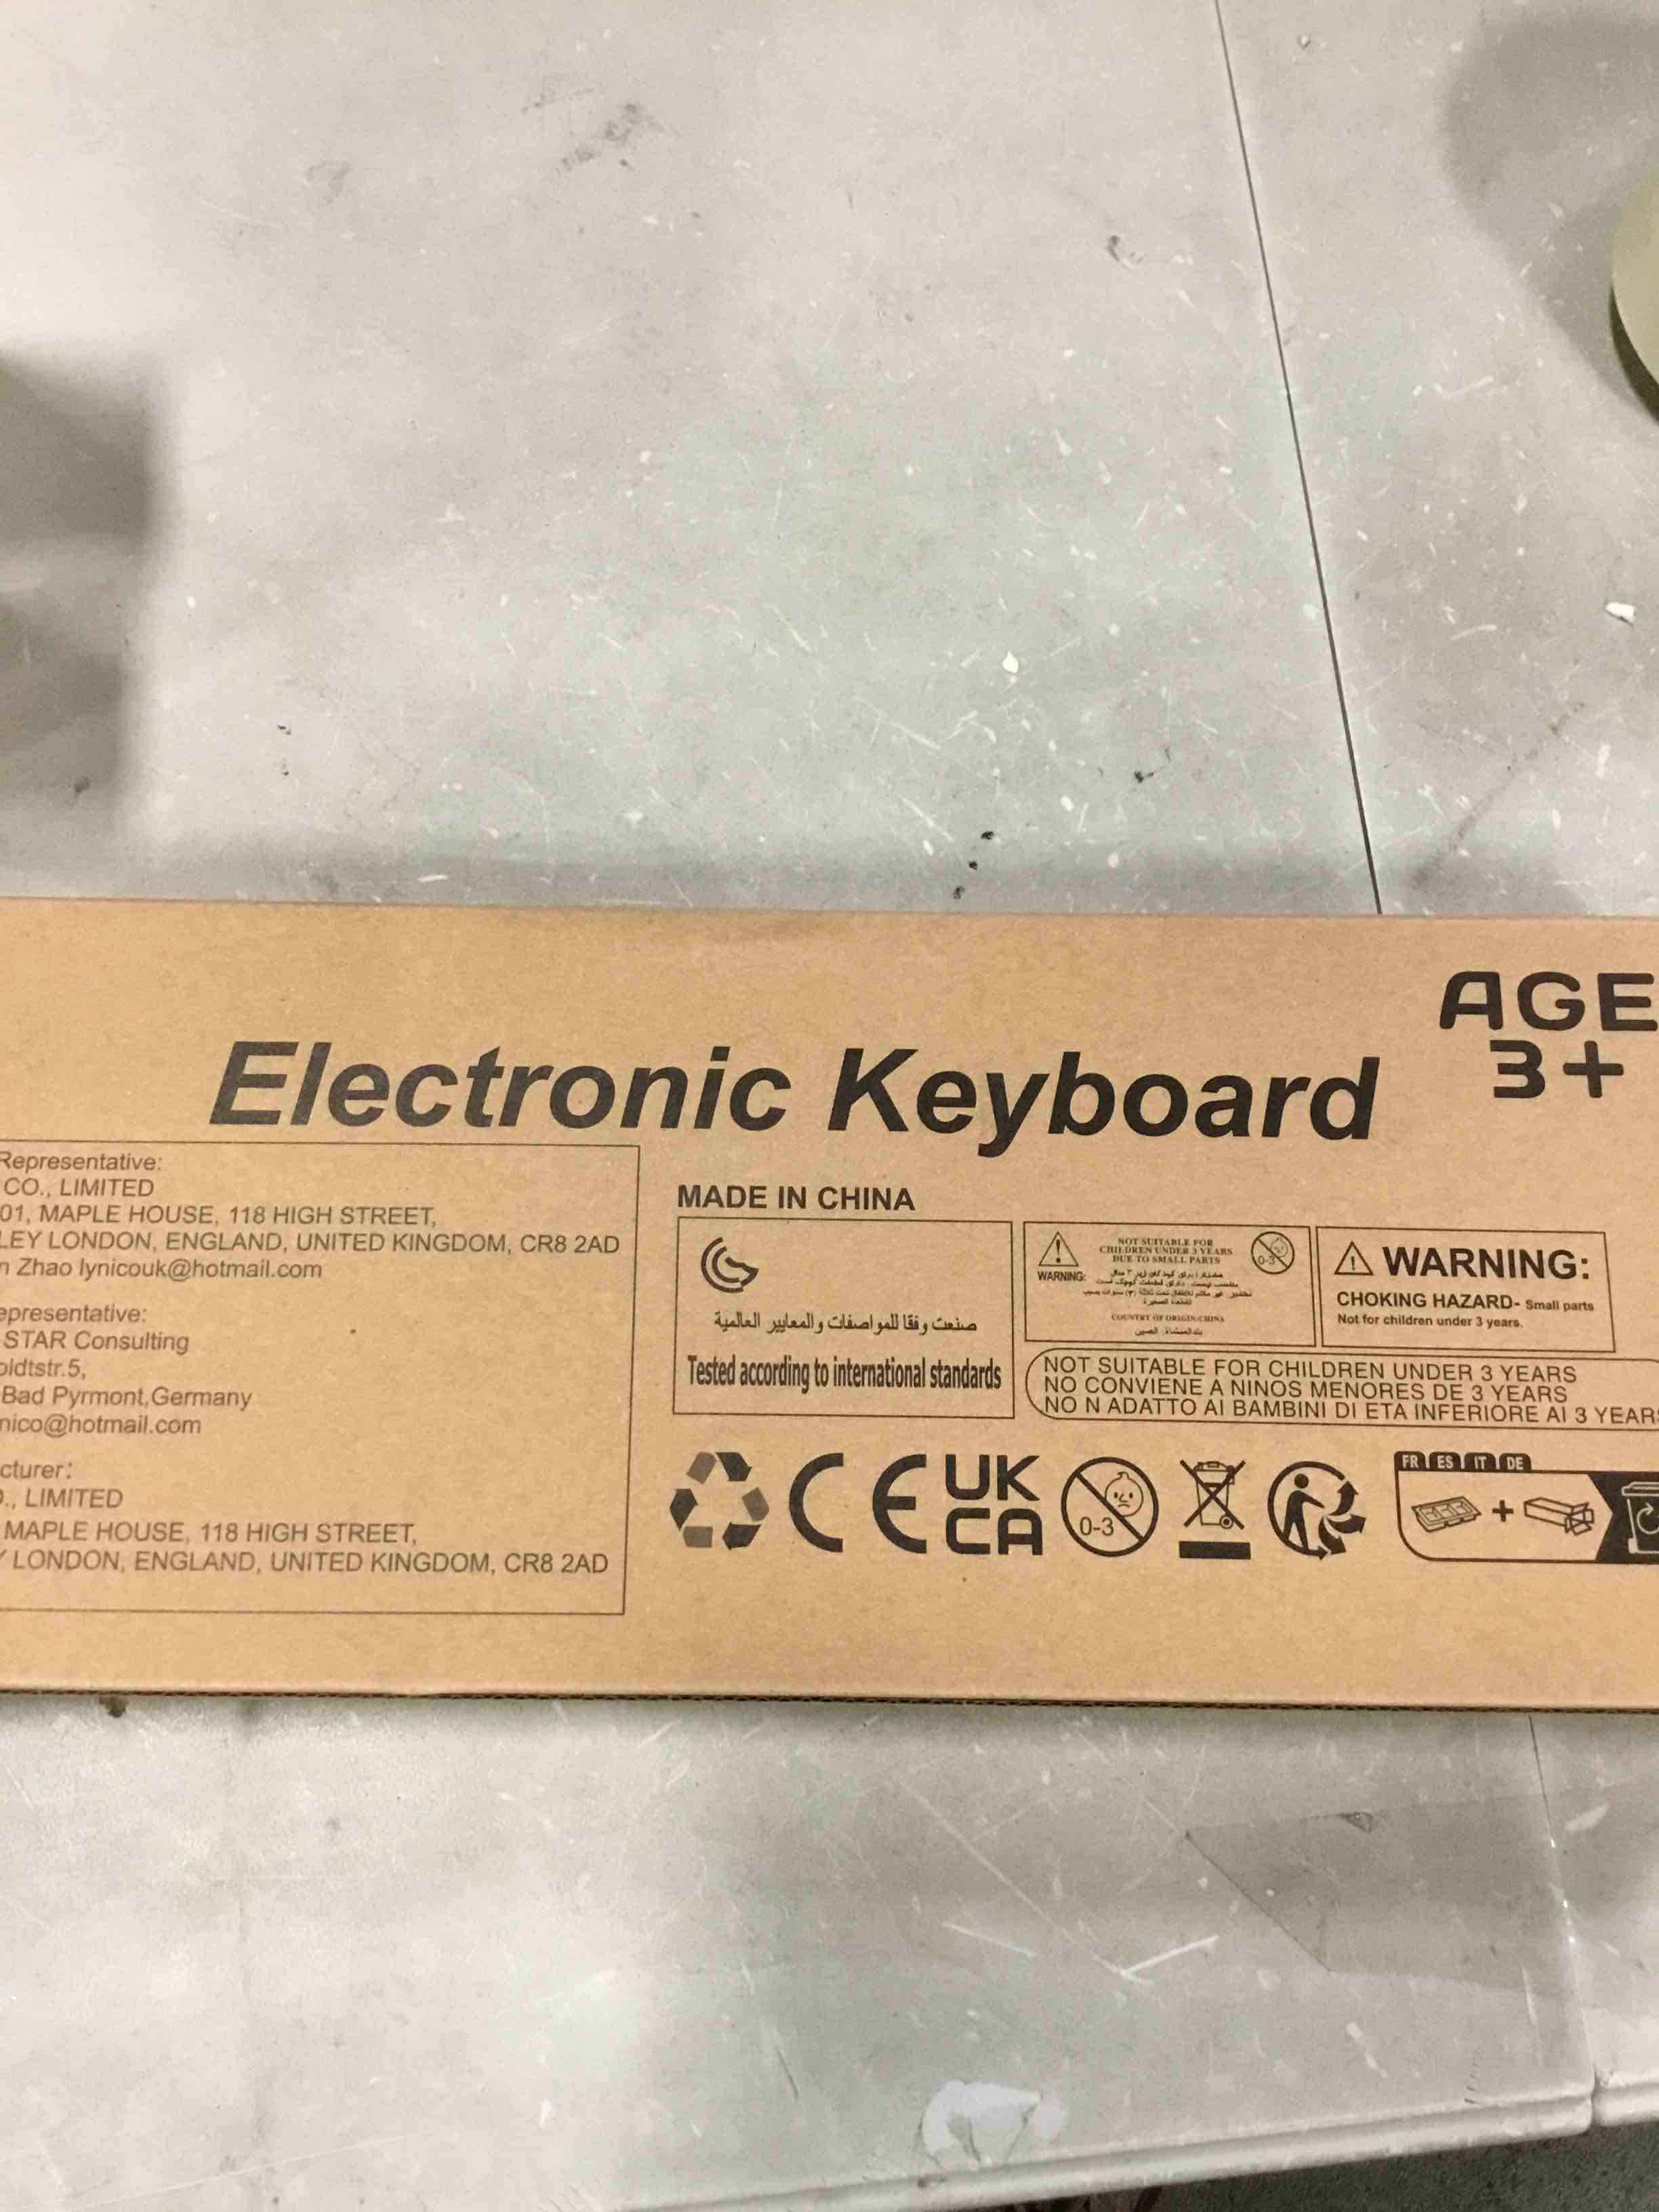 AGE
3+
Electronic Keyboard
Representative:
CO., LIMITED
01, MAPLE HOUSE, 118 HIGH STREET,
LEY LONDON, ENGLAND, UNITED KINGDOM, CR8 2AD
n Zhao lynicouk@hotmail.com
epresentative:
STAR Consulting
oldtstr.5,
Bad Pyrmont,Germany
nico@hotmail.com
cturer:
., LIMITED
MAPLE HOUSE, 118 HIGH STREET,
LONDON, ENGLAND, UNITED KINGDOM, CR8 2AD
MADE IN CHINA
صنعت وفقا للمواصفات والمعايير العالمية
Tested according to international standards
WARNING:
NOT SUITABLE FOR
CHILDREN UNDER 3 YEARS
DUE TO SMALL PARTS
0-3
COUNTRY OF ORIGIN:CHINA
بلد المنشاة: الصين
WARNING:
CHOKING HAZARD- Small parts
Not for children under 3 years.
NOT SUITABLE FOR CHILDREN UNDER 3 YEARS
NO CONVIENE A NINOS MENORES DE 3 YEARS
NO N ADATTO AI BAMBINI DI ETA INFERIORE AI 3 YEAR
CE
UK
CA
0-3
FR ES IT DE
+